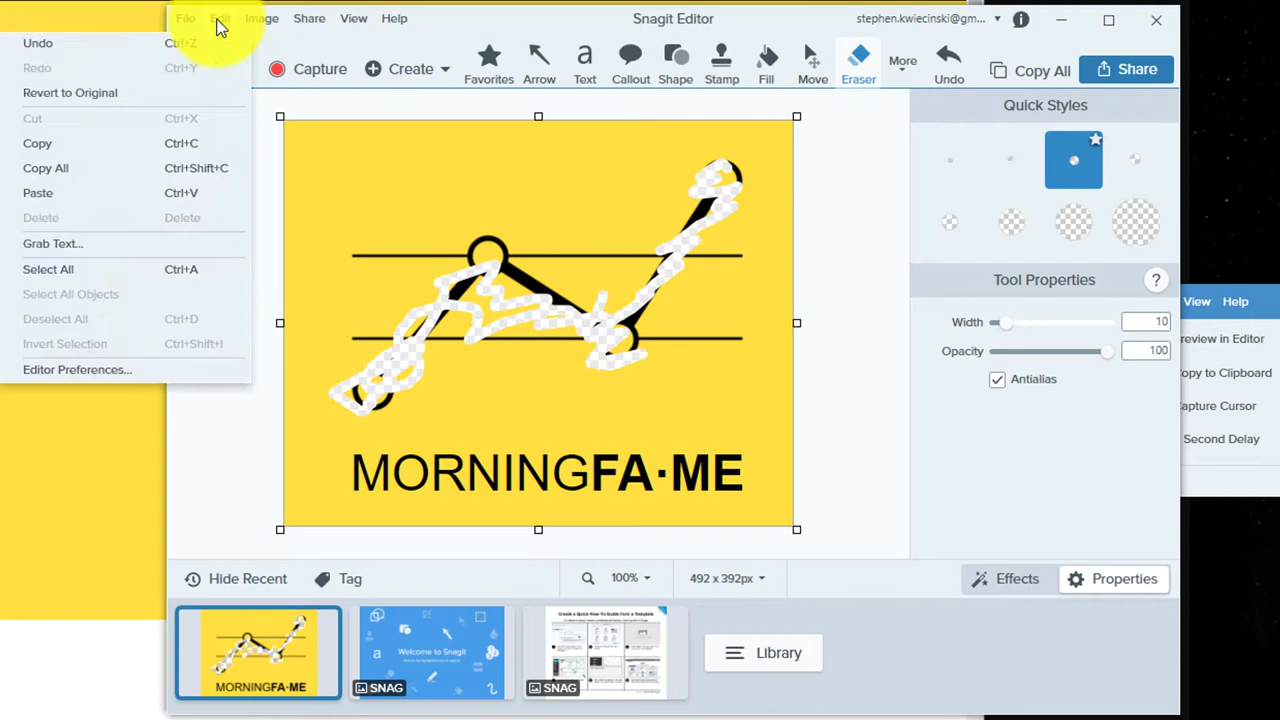 File Edit Image Share View Help
Snagit Editor
stephen.kwiecinski@gm...
Undo Ctrl+Z
Redo Ctrl+Y
Revert to Original
Cut Ctrl+X
Copy Ctrl+C
Copy All Ctrl+Shift+C
Paste Ctrl+V
Delete Delete
Grab Text...
Select All Ctrl+A
Select All Objects
Deselect All Ctrl+D
Invert Selection Ctrl+Shift+I
Editor Preferences...
Capture Create
Favorites Arrow Text Callout Shape Stamp Fill Move Eraser More Undo Copy All Share
Quick Styles
Tool Properties ?
Width 10
Opacity 100
Antialias
MORNINGFA·ME
View Help
review in Editor
opy to Clipboard
apture Cursor
Second Delay
Hide Recent Tag 100% 492 x 392px Effects Properties
MORNINGFA·ME
Welcome to Snagit
SNAG
Create a Quick How-To Guide from a Template
SNAG
Library